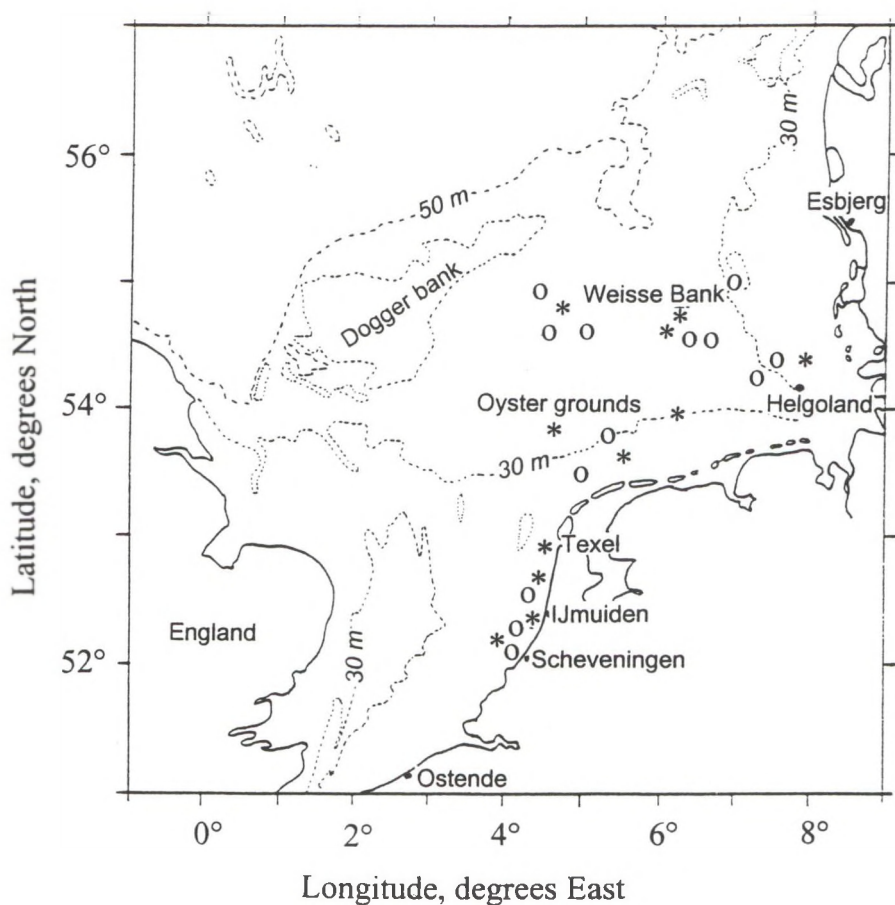 Latitude, degrees North
56°
54°
52°
30 m
Esbjerg
50 m
Dogger bank
Weisse Bank
Oyster grounds
Helgoland
30 m
Texel
England
IJmuiden
30 m
Scheveningen
Ostende
0°
2°
4°
6°
8°
Longitude, degrees East